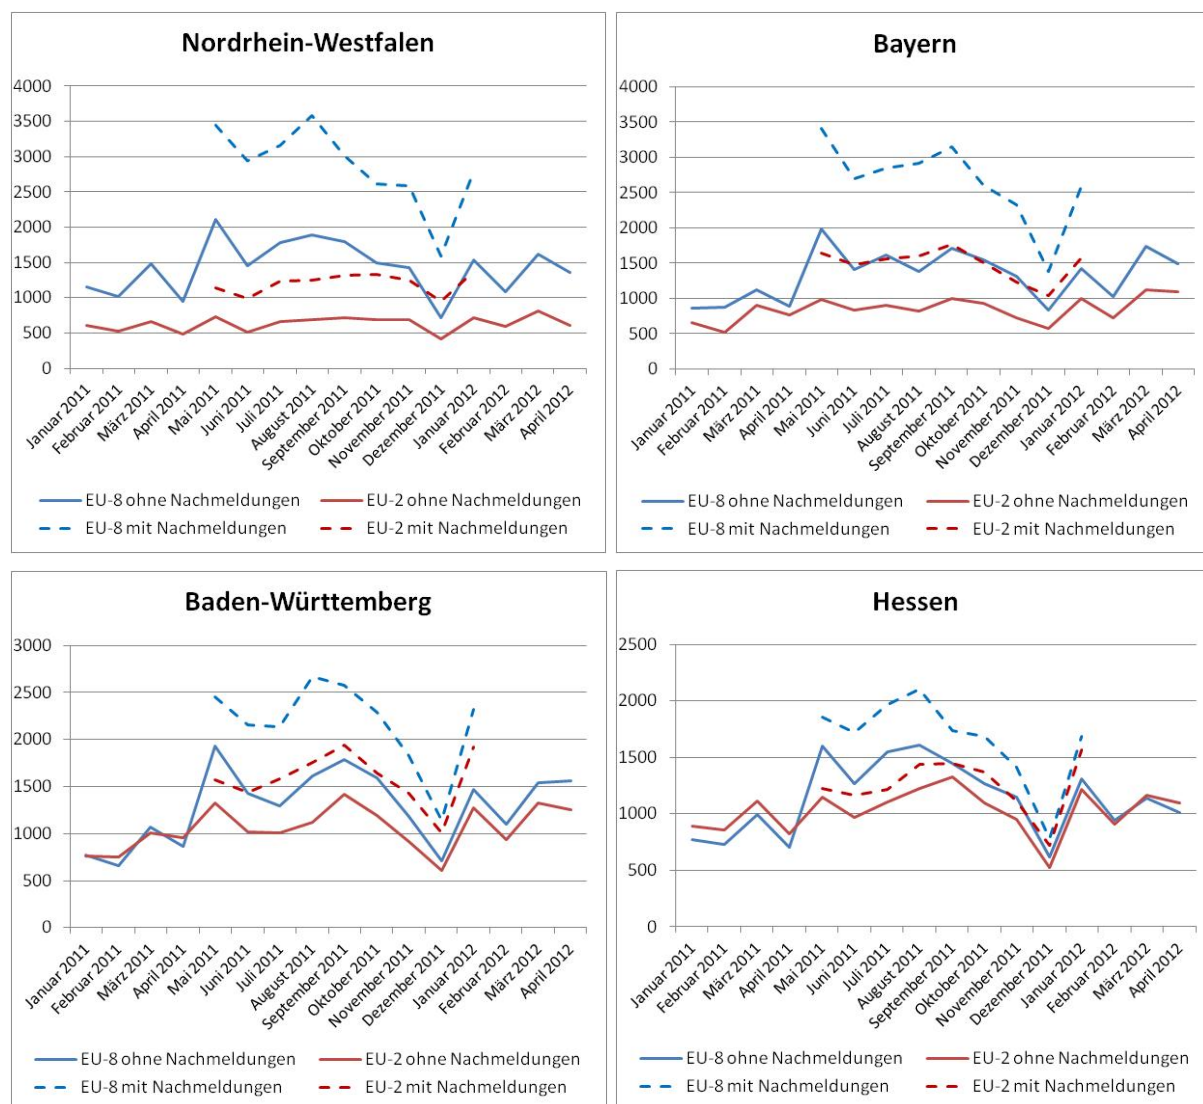 Nordrhein-Westfalen
4000
3500
3000
2500
2000
1500
1000
500
0
Januar 2011
Februar 2011
März 2011
April 2011
Mai 2011
Juni 2011
Juli 2011
August 2011
September 2011
Oktober 2011
November 2011
Dezember 2011
Januar 2012
Februar 2012
März 2012
April 2012
EU-8 ohne Nachmeldungen EU-2 ohne Nachmeldungen
EU-8 mit Nachmeldungen EU-2 mit Nachmeldungen
Bayern
4000
3500
3000
2500
2000
1500
1000
500
0
Januar 2011
Februar 2011
März 2011
April 2011
Mai 2011
Juni 2011
Juli 2011
August 2011
September 2011
Oktober 2011
November 2011
Dezember 2011
Januar 2012
Februar 2012
März 2012
April 2012
EU-8 ohne Nachmeldungen EU-2 ohne Nachmeldungen
EU-8 mit Nachmeldungen EU-2 mit Nachmeldungen
Baden-Württemberg
3000
2500
2000
1500
1000
500
0
Januar 2011
Februar 2011
März 2011
April 2011
Mai 2011
Juni 2011
Juli 2011
August 2011
September 2011
Oktober 2011
November 2011
Dezember 2011
Januar 2012
Februar 2012
März 2012
April 2012
EU-8 ohne Nachmeldungen EU-2 ohne Nachmeldungen
EU-8 mit Nachmeldungen EU-2 mit Nachmeldungen
Hessen
2500
2000
1500
1000
500
0
Januar 2011
Februar 2011
März 2011
April 2011
Mai 2011
Juni 2011
Juli 2011
August 2011
September 2011
Oktober 2011
November 2011
Dezember 2011
Januar 2012
Februar 2012
März 2012
April 2012
EU-8 ohne Nachmeldungen EU-2 ohne Nachmeldungen
EU-8 mit Nachmeldungen EU-2 mit Nachmeldungen